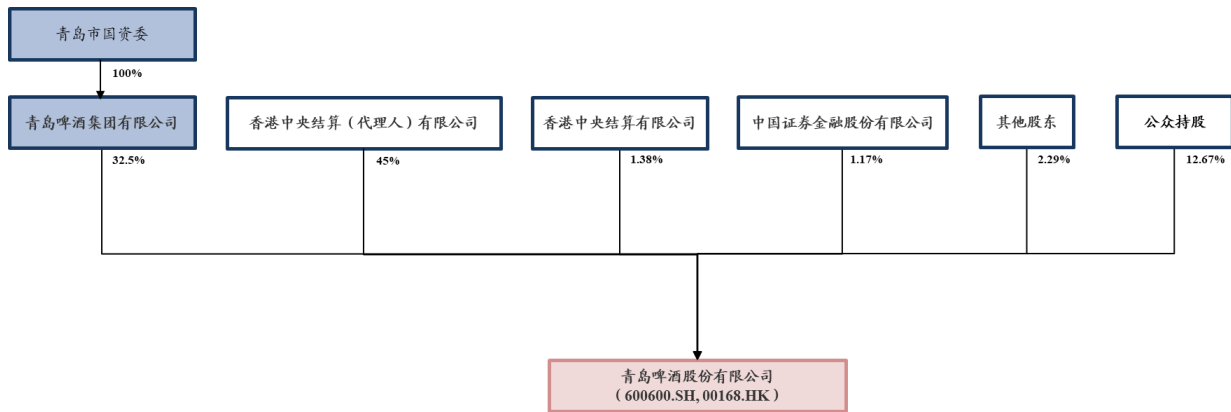 青岛市国资委
100%
青岛啤酒集团有限公司
香港中央结算（代理人）有限公司
香港中央结算有限公司
中国证券金融股份有限公司
其他股东
公众持股
32.5%
45%
1.38%
1.17%
2.29%
12.67%
青岛啤酒股份有限公司
（600600.SH, 00168.HK）